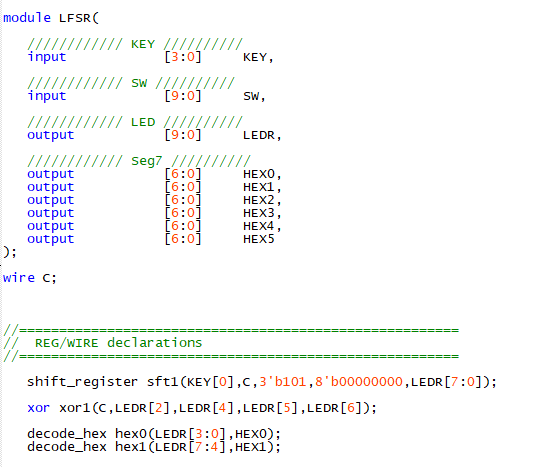 module LFSR(
//////////// KEY //////////
input [3:0] KEY,
//////////// SW //////////
input [9:0] SW,
//////////// LED //////////
output [9:0] LEDR,
//////////// Seg7 //////////
output [6:0] HEX0,
output [6:0] HEX1,
output [6:0] HEX2,
output [6:0] HEX3,
output [6:0] HEX4,
output [6:0] HEX5
);
wire C;
//=======================================================
//  REG/WIRE declarations
//=======================================================
shift_register sft1(KEY[0],C,3'b101,8'b00000000,LEDR[7:0]);
xor xor1(C,LEDR[2],LEDR[4],LEDR[5],LEDR[6]);
decode_hex hex0(LEDR[3:0],HEX0);
decode_hex hex1(LEDR[7:4],HEX1);